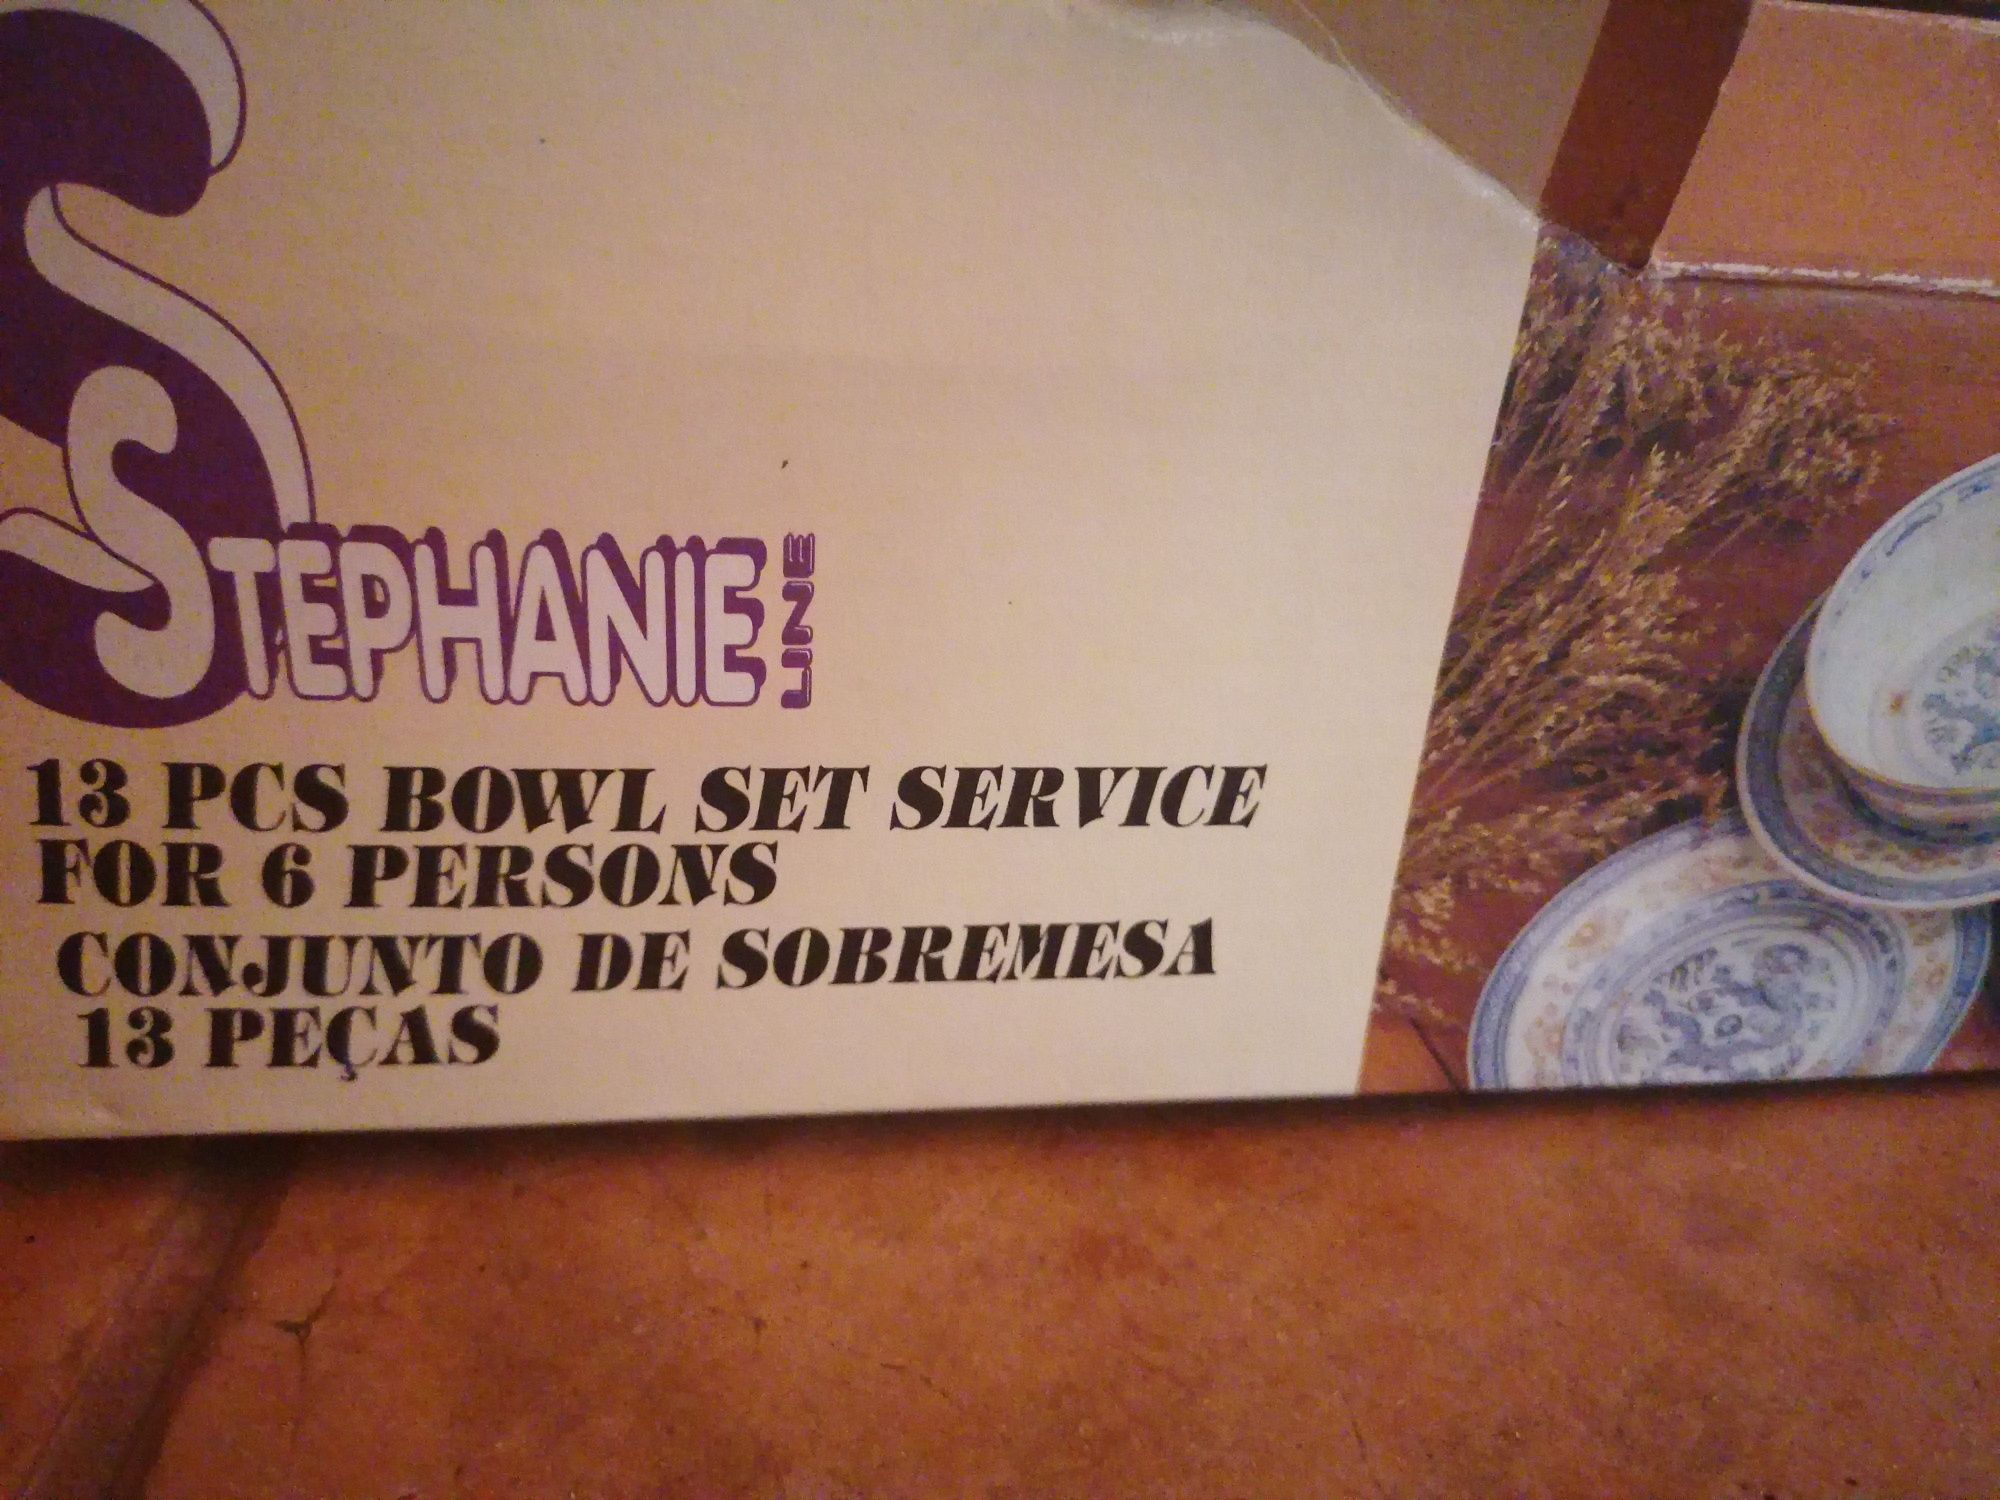 STEPHANIE LINE
13 PCS BOWL SET SERVICE
FOR 6 PERSONS
CONJUNTO DE SOBREMESA
13 PEÇAS